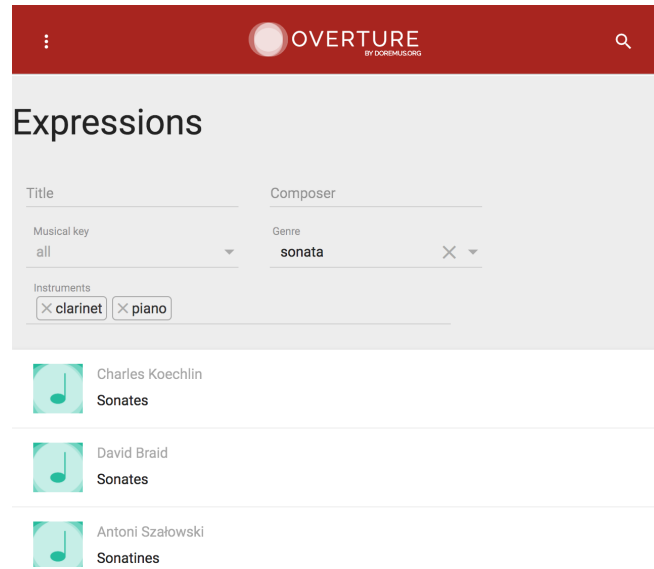 OVERTURE
BY DOREMUS.ORG
Expressions
Title Composer
Musical key Genre
all sonata
Instruments
clarinet piano
Charles Koechlin
Sonates
David Braid
Sonates
Antoni Szałowski
Sonatines